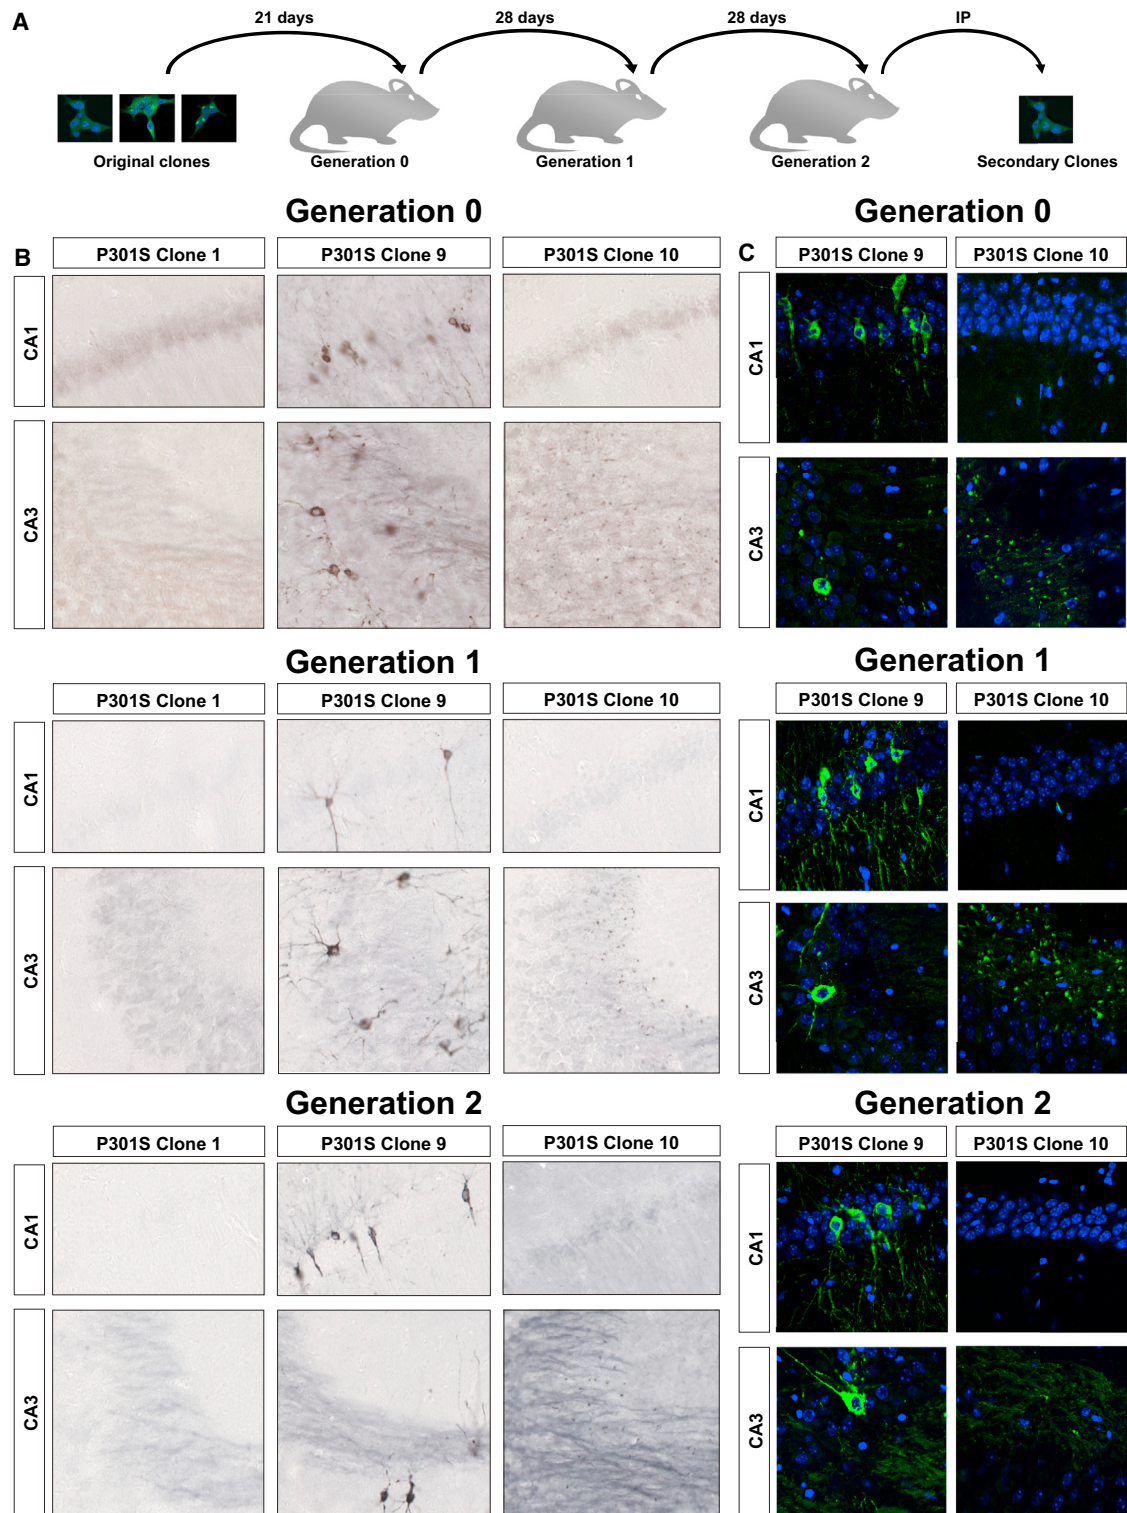 A
21 days
28 days
28 days
IP
Original clones
Generation 0
Generation 1
Generation 2
Secondary Clones
Generation 0
B
P301S Clone 1
P301S Clone 9
P301S Clone 10
CA1
CA3
Generation 0
C
P301S Clone 9
P301S Clone 10
CA1
CA3
Generation 1
P301S Clone 1
P301S Clone 9
P301S Clone 10
CA1
CA3
Generation 1
P301S Clone 9
P301S Clone 10
CA1
CA3
Generation 2
P301S Clone 1
P301S Clone 9
P301S Clone 10
CA1
CA3
Generation 2
P301S Clone 9
P301S Clone 10
CA1
CA3